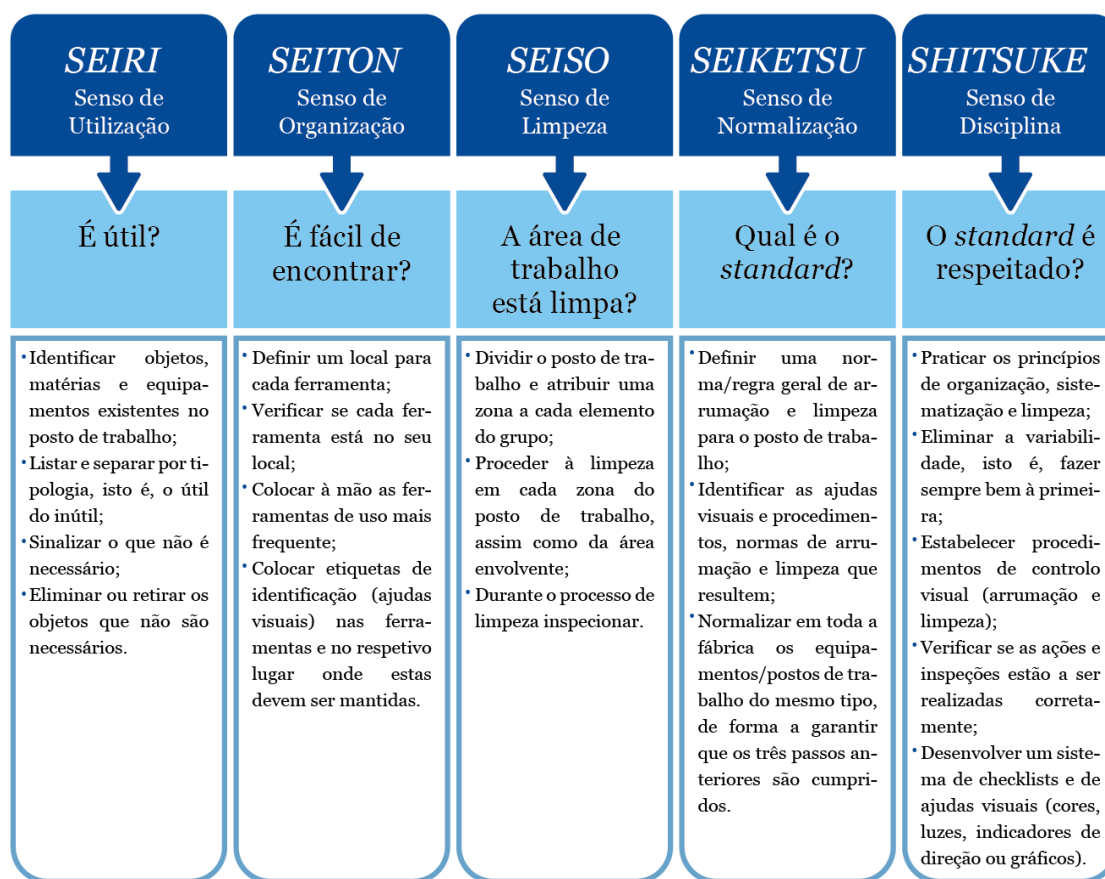 SEIRI
Senso de
Utilização
É útil?
• Identificar objetos,
matérias e equipa-
mentos existentes no
posto de trabalho;
• Listar e separar por ti-
pologia, isto é, o útil
do inútil;
• Sinalizar o que não é
necessário;
• Eliminar ou retirar os
objetos que não são
necessários.
SEITON
Senso de
Organização
É fácil de
encontrar?
• Definir um local para
cada ferramenta;
• Verificar se cada fer-
ramenta está no seu
local;
• Colocar à mão as fer-
ramentas de uso mais
frequente;
• Colocar etiquetas de
identificação (ajudas
visuais) nas ferra-
mentas e no respetivo
lugar onde estas
devem ser mantidas.
SEISO
Senso de
Limpeza
A área de
trabalho
está limpa?
• Dividir o posto de tra-
balho e atribuir uma
zona a cada elemento
do grupo;
• Proceder à limpeza
em cada zona do
posto de trabalho,
assim como da área
envolvente;
• Durante o processo de
limpeza inspecionar.
SEIKETSU
Senso de
Normalização
Qual é o
standard?
• Definir uma nor-
ma/regra geral de ar-
rumação e limpeza
para o posto de traba-
lho;
• Identificar as ajudas
visuais e procedimen-
tos, normas de arru-
mação e limpeza que
resultem;
• Normalizar em toda a
fábrica os equipa-
mentos/postos de tra-
balho do mesmo tipo,
de forma a garantir
que os três passos an-
teriores são cumpri-
dos.
SHITSUKE
Senso de
Disciplina
O standard é
respeitado?
• Praticar os princípios
de organização, siste-
matização e limpeza;
• Eliminar a variabili-
dade, isto é, fazer
sempre bem à primei-
ra;
• Estabelecer procedi-
mentos de controlo
visual (arrumação e
limpeza);
• Verificar se as ações e
inspeções estão a ser
realizadas correta-
mente;
• Desenvolver um siste-
ma de checklists e de
ajudas visuais (cores,
luzes, indicadores de
direção ou gráficos).